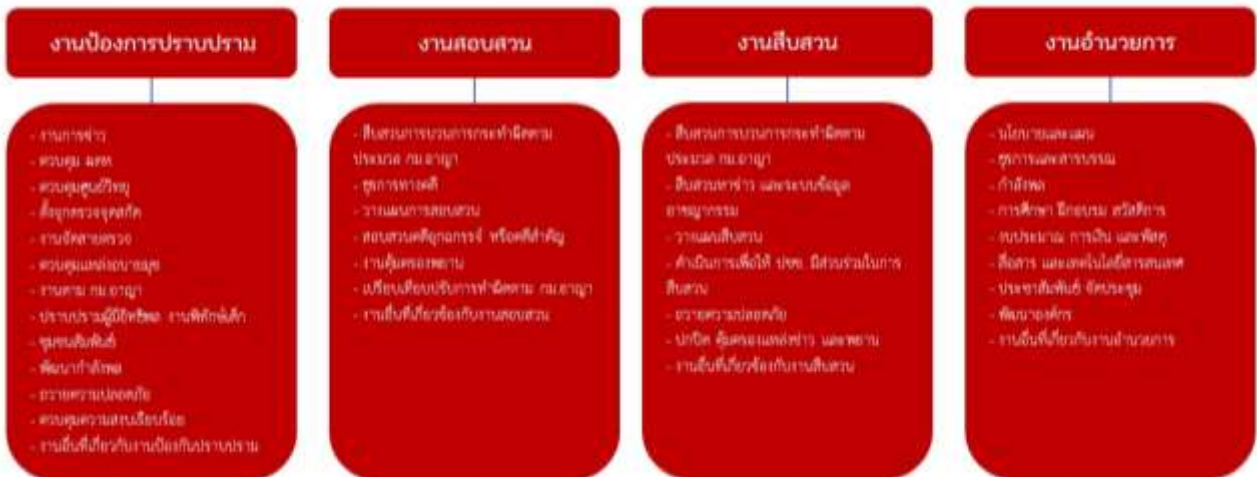 งานป้องการปราบปราม
- งานการข่าว
- ควบคุม
- ควบคุมศูนย์วิทยุ
- ตั้งจุดตรวจจุดสกัด
- งานจัดสายตรวจ
- ควบคุมแหล่งอบายมุข
- งานตาม กม.อาญา
- ปราบปรามผู้มีอิทธิพล งานพิทักษ์เด็ก
- ชุมชนสัมพันธ์
- พัฒนากำลังพล
- ถวายความปลอดภัย
- ควบคุมความสงบเรียบร้อย
- งานอื่นที่เกี่ยวกับงานป้องกันปราบปราม
งานสอบสวน
- สืบสวนการบวนการกระทำผิดตาม
ประมวล กม.อาญา
- ธุรการทางคดี
- วางแผนการสอบสวน
- สอบสวนคดีอุกฉกรรจ์ หรือคดีสำคัญ
- งานคุ้มครองพยาน
- เปรียบเทียบปรับการทำผิดตาม กม.อาญา
- งานอื่นที่เกี่ยวข้องกับงานสอบสวน
งานสืบสวน
- สืบสวนการบวนการกระทำผิดตาม
ประมวล กม.อาญา
- สืบสวนหาข่าว และระบบข้อมูล
อาชญากรรม
- วางแผนสืบสวน
- ดำเนินการเพื่อให้ ปชช. มีส่วนร่วมในการ
สืบสวน
- ถวายความปลอดภัย
- ปกปิด คุ้มครองแหล่งข่าว และพยาน
- งานอื่นที่เกี่ยวข้องกับงานสืบสวน
งานอำนวยการ
- นโยบายและแผน
- ธุรการและสารบรรณ
- กำลังพล
- การศึกษา ฝึกอบรม สวัสดิการ
- งบประมาณ การเงิน และพัสดุ
- สื่อสาร และเทคโนโลยีสารสนเทศ
- ประชาสัมพันธ์ จัดประชุม
- พัฒนาองค์กร
- งานอื่นที่เกี่ยวกับงานอำนวยการ